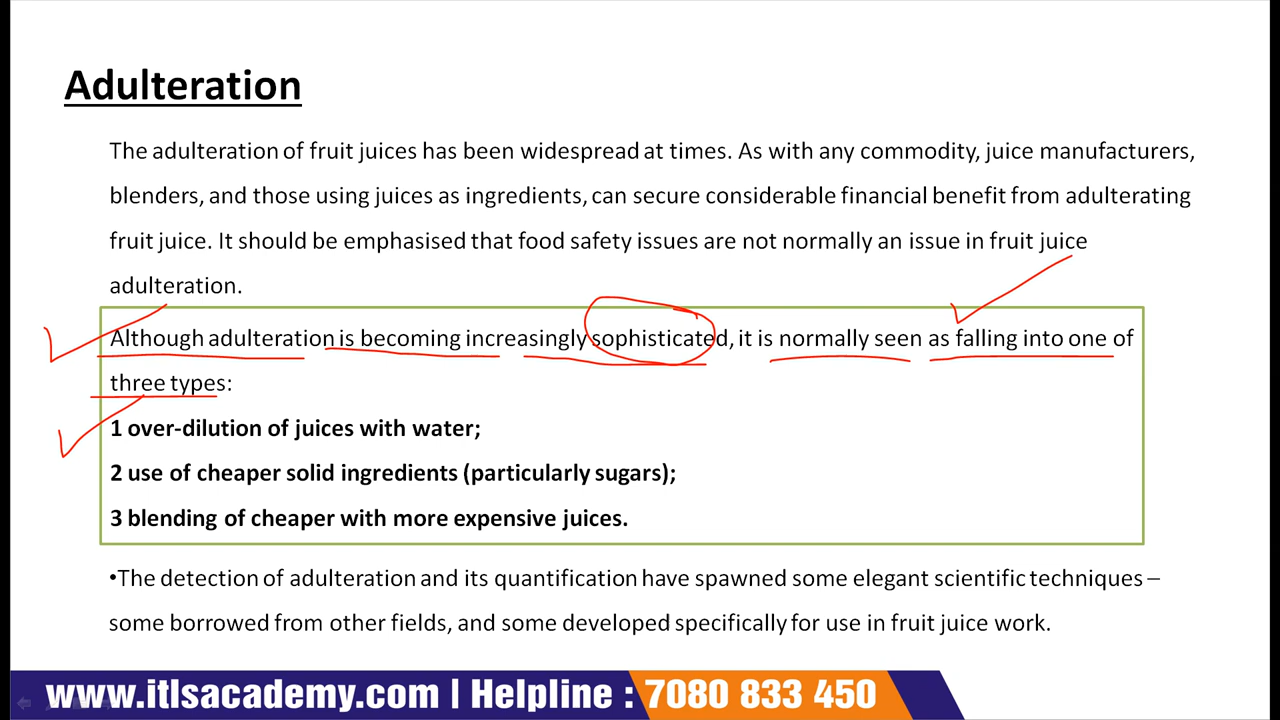 Adulteration
The adulteration of fruit juices has been widespread at times. As with any commodity, juice manufacturers,
blenders, and those using juices as ingredients, can secure considerable financial benefit from adulterating
fruit juice. It should be emphasised that food safety issues are not normally an issue in fruit juice
adulteration.
Although adulteration is becoming increasingly sophisticated, it is normally seen as falling into one of
three types:
1 over-dilution of juices with water;
2 use of cheaper solid ingredients (particularly sugars);
3 blending of cheaper with more expensive juices.
•The detection of adulteration and its quantification have spawned some elegant scientific techniques –
some borrowed from other fields, and some developed specifically for use in fruit juice work.
www.itlsacademy.com | Helpline : 7080 833 450